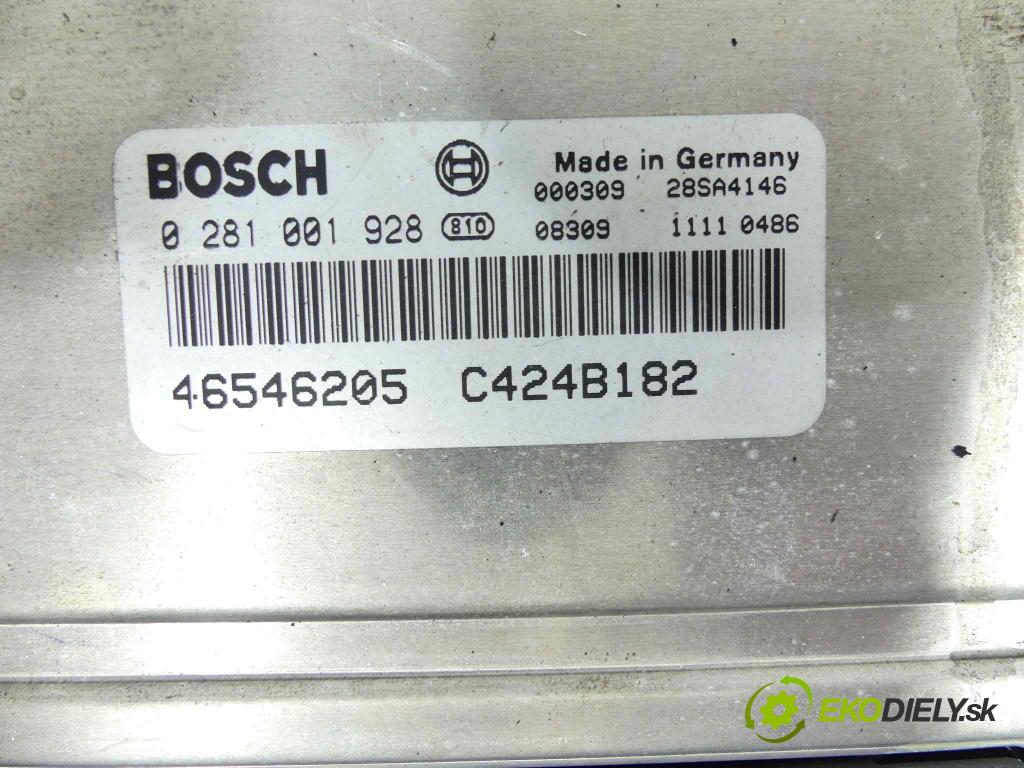 BOSCH Made in Germany
000309 28SA4146
0 281 001 928 810 08309 1111 0486
46546205 C424B182
EKODIELY.sk